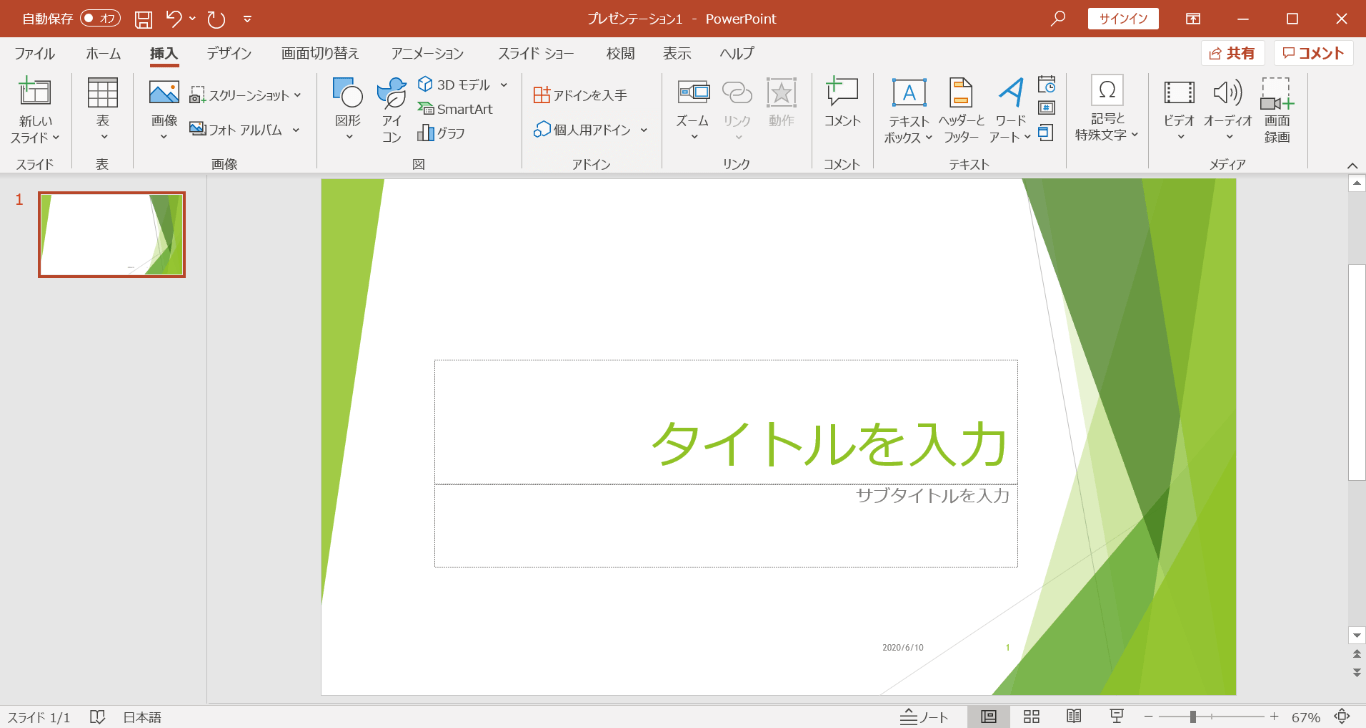 自動保存 オフ
プレゼンテーション1 - PowerPoint
サインイン
ファイル ホーム 挿入 デザイン 画面切り替え アニメーション スライド ショー 校閲 表示 ヘルプ
共有 コメント
新しい
スライド
表
画像
スクリーンショット
フォト アルバム
図形
アイ
コン
3D モデル
SmartArt
グラフ
アドインを入手
個人用アドイン
ズーム
リンク
動作
コメント
A
テキスト
ボックス
ヘッダーと
フッター
ワード
アート
Ω
記号と
特殊文字
ビデオ
オーディオ
画面
録画
スライド 表 画像 図 アドイン リンク コメント テキスト メディア
1
タイトルを入力
サブタイトルを入力
2020/6/10 1
スライド 1/1 日本語 ノート 67%